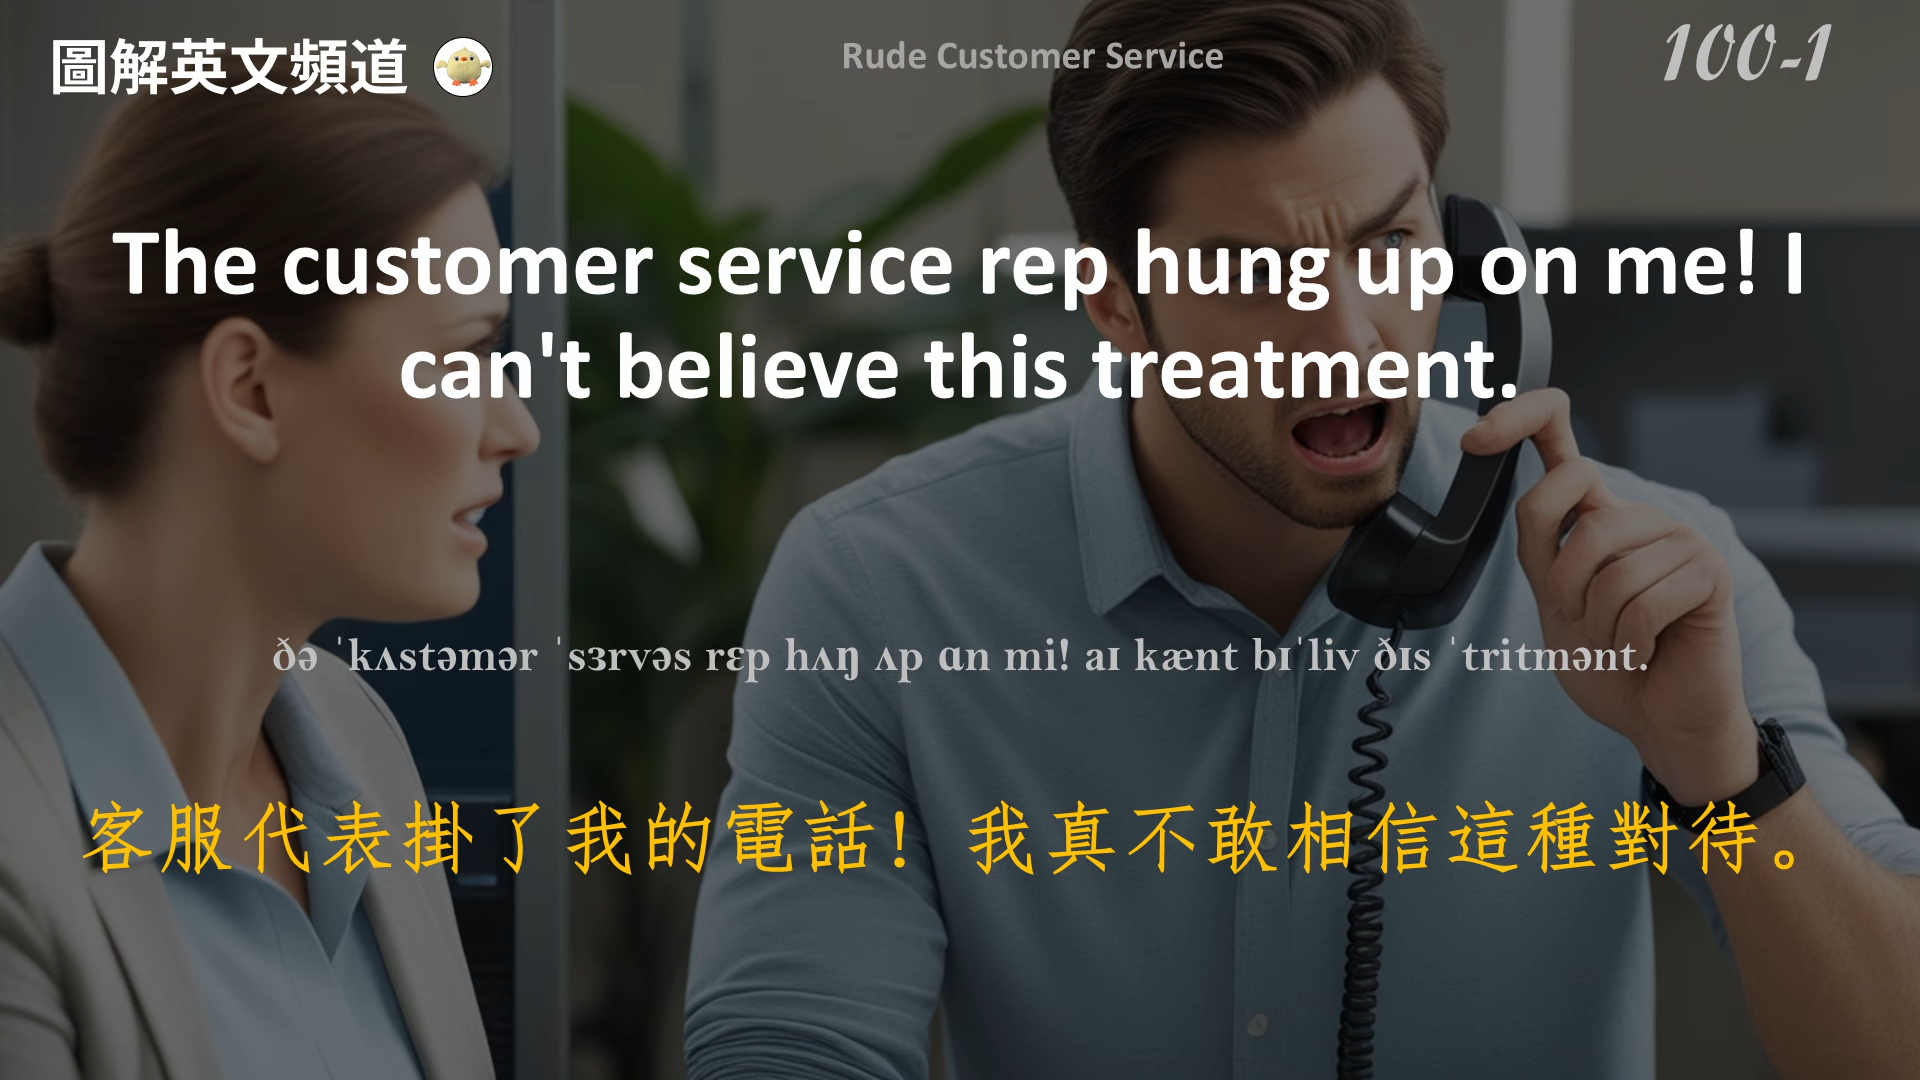 圖解英文頻道
Rude Customer Service
100-1
The customer service rep hung up on me! I
can't believe this treatment.
ðə ˈkʌstəmər ˈsɜrvəs rɛp hʌŋ ʌp ɑn mi! aɪ kænt bɪˈliv ðɪs ˈtritmənt.
客服代表掛了我的電話！我真不敢相信這種對待。